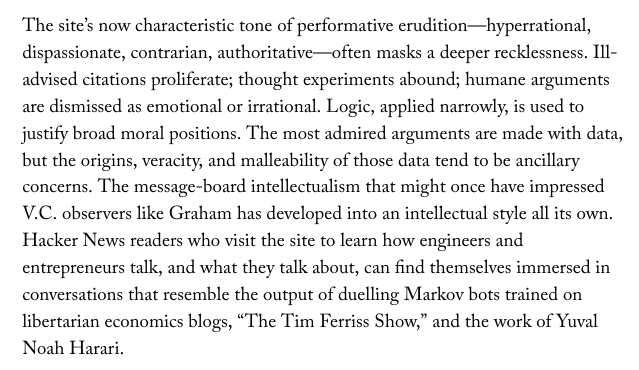 The site’s now characteristic tone of performative erudition—hyperrational,
dispassionate, contrarian, authoritative—often masks a deeper recklessness. Ill-
advised citations proliferate; thought experiments abound; humane arguments
are dismissed as emotional or irrational. Logic, applied narrowly, is used to
justify broad moral positions. The most admired arguments are made with data,
but the origins, veracity, and malleability of those data tend to be ancillary
concerns. The message-board intellectualism that might once have impressed
V.C. observers like Graham has developed into an intellectual style all its own.
Hacker News readers who visit the site to learn how engineers and
entrepreneurs talk, and what they talk about, can find themselves immersed in
conversations that resemble the output of duelling Markov bots trained on
libertarian economics blogs, “The Tim Ferriss Show,” and the work of Yuval
Noah Harari.